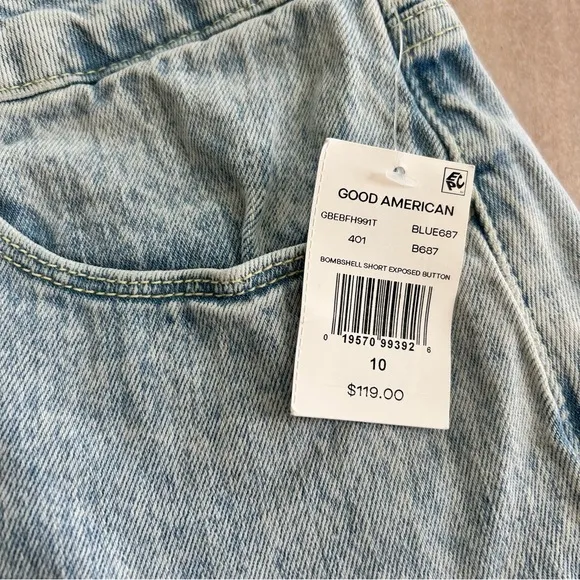 GOOD AMERICAN
GBEBFH991T BLUE687
401 B687
BOMBSHELL SHORT EXPOSED BUTTON
0 19570 99392 6
10
$119.00